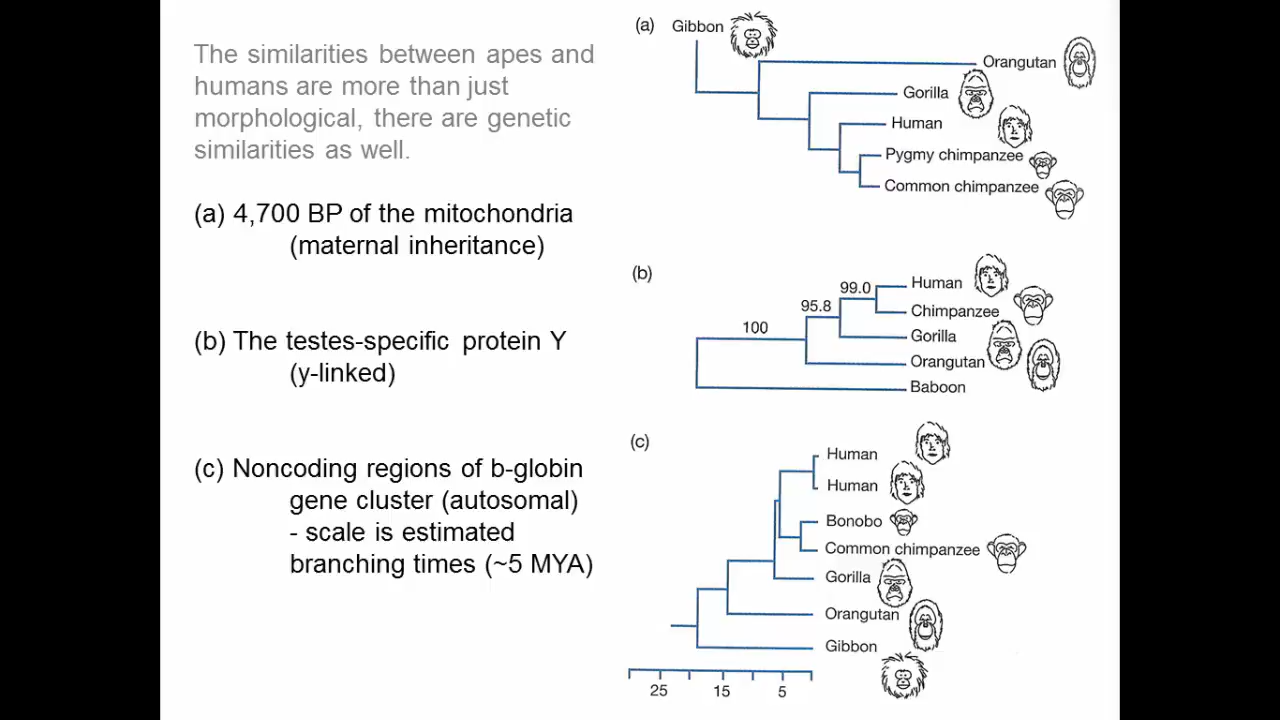 The similarities between apes and
humans are more than just
morphological, there are genetic
similarities as well.
(a) 4,700 BP of the mitochondria
(maternal inheritance)
(b) The testes-specific protein Y
(y-linked)
(c) Noncoding regions of b-globin
gene cluster (autosomal)
- scale is estimated
branching times (~5 MYA)
(a) Gibbon
Orangutan
Gorilla
Human
Pygmy chimpanzee
Common chimpanzee
(b)
100
95.8
99.0
Human
Chimpanzee
Gorilla
Orangutan
Baboon
(c)
Human
Human
Bonobo
Common chimpanzee
Gorilla
Orangutan
Gibbon
25 15 5